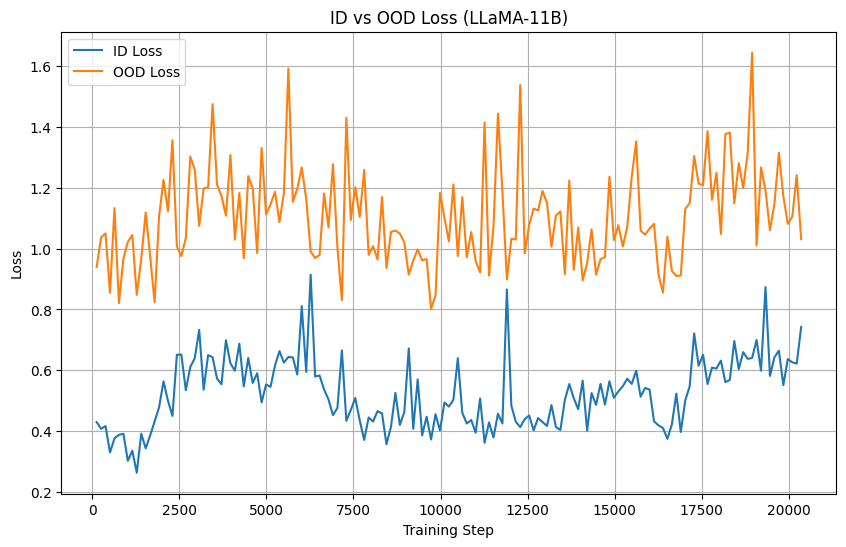 ID vs OOD Loss (LLaMA-11B)
ID Loss
OOD Loss
1.6
1.4
1.2
1.0
0.8
0.6
0.4
0.2
Loss
0 2500 5000 7500 10000 12500 15000 17500 20000
Training Step